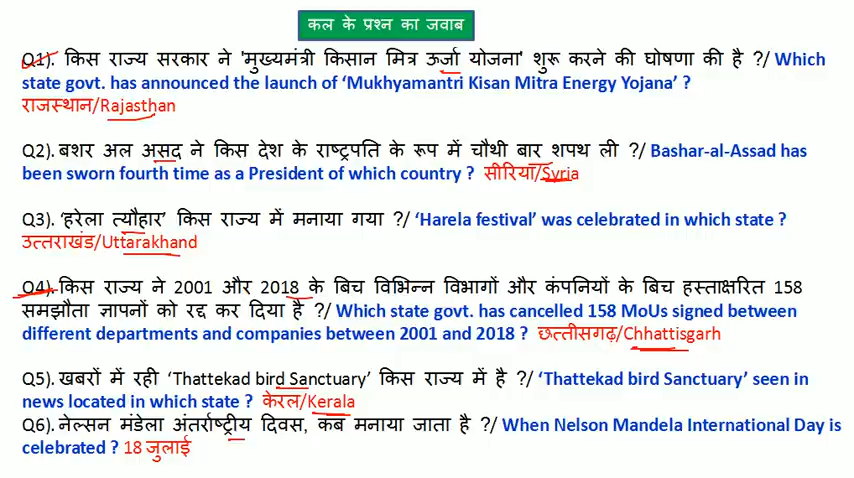 कल के प्रश्न का जवाब
Q1). किस राज्य सरकार ने 'मुख्यमंत्री किसान मित्र ऊर्जा योजना' शुरू करने की घोषणा की है ?/ Which
state govt. has announced the launch of ‘Mukhyamantri Kisan Mitra Energy Yojana’ ?
राजस्थान/Rajasthan
Q2). बशर अल असद ने किस देश के राष्ट्रपति के रूप में चौथी बार शपथ ली ?/ Bashar-al-Assad has
been sworn fourth time as a President of which country ? सीरिया/Syria
Q3). ‘हरेला त्यौहार’ किस राज्य में मनाया गया ?/ ‘Harela festival’ was celebrated in which state ?
उत्तराखंड/Uttarakhand
Q4). किस राज्य ने 2001 और 2018 के बिच विभिन्न विभागों और कंपनियों के बिच हस्ताक्षरित 158
समझौता ज्ञापनों को रद्द कर दिया है ?/ Which state govt. has cancelled 158 MoUs signed between
different departments and companies between 2001 and 2018 ? छत्तीसगढ़/Chhattisgarh
Q5). खबरों में रही ‘Thattekad bird Sanctuary’ किस राज्य में है ?/ ‘Thattekad bird Sanctuary’ seen in
news located in which state ? केरल/Kerala
Q6). नेल्सन मंडेला अंतर्राष्ट्रीय दिवस, कब मनाया जाता है ?/ When Nelson Mandela International Day is
celebrated ? 18 जुलाई